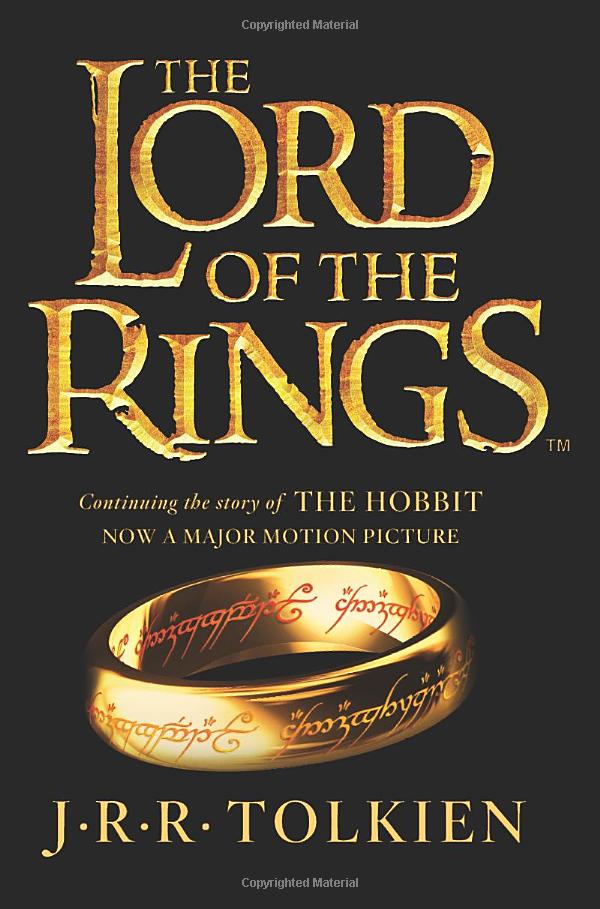 Copyrighted Material
THE
LORD
OF THE
RINGS
TM
Continuing the story of THE HOBBIT
NOW A MAJOR MOTION PICTURE
J·R·R·TOLKIEN
Copyrighted Material